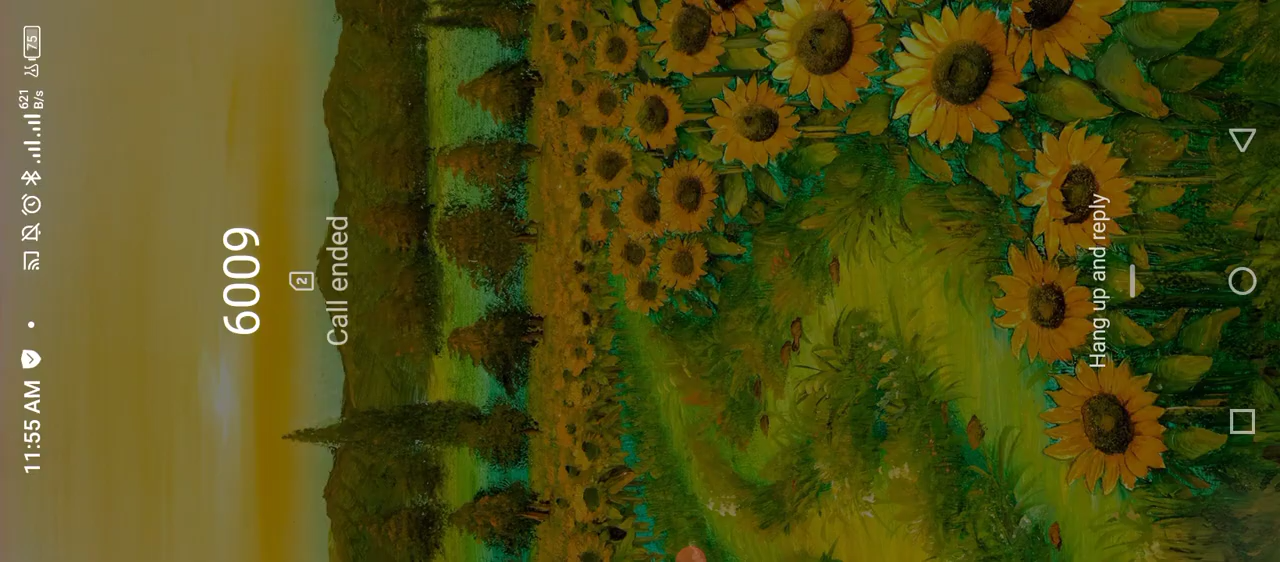 11:55 AM
621
B/s
75
6009
2
Call ended
Hang up and reply